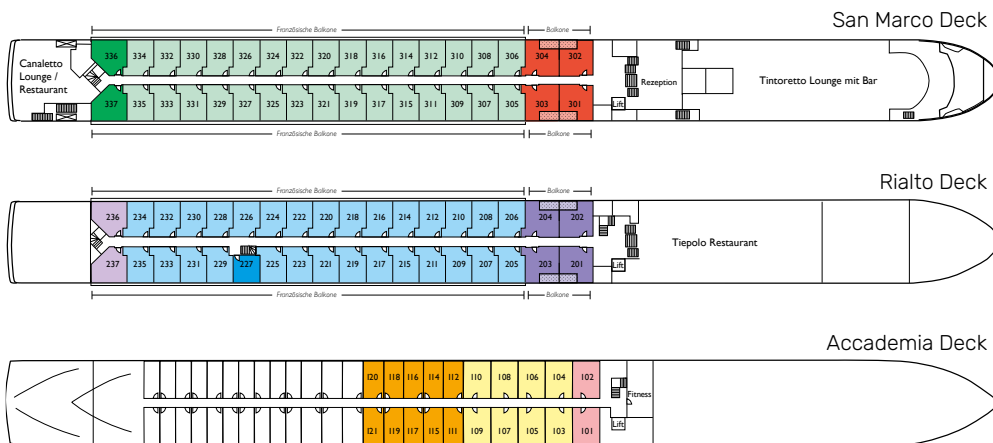 San Marco Deck
Französische Balkone
Balkone
336 334 332 330 328 326 324 322 320 318 316 314 312 310 308 306 304 302
Canaletto
Lounge /
Restaurant
Rezeption
Tintoretto Lounge mit Bar
337 335 333 331 329 327 325 323 321 319 317 315 311 309 307 305 303 301
Lift
Französische Balkone
Balkone
Rialto Deck
Französische Balkone
Balkone
236 234 232 230 228 226 224 222 220 218 216 214 212 210 208 206 204 202
Tiepolo Restaurant
237 235 233 231 229 227 225 223 221 219 217 215 211 209 207 205 203 201
Lift
Französische Balkone
Balkone
Accademia Deck
120 118 116 114 112 110 108 106 104 102
Fitness
121 119 117 115 111 109 107 105 103 101
Lift